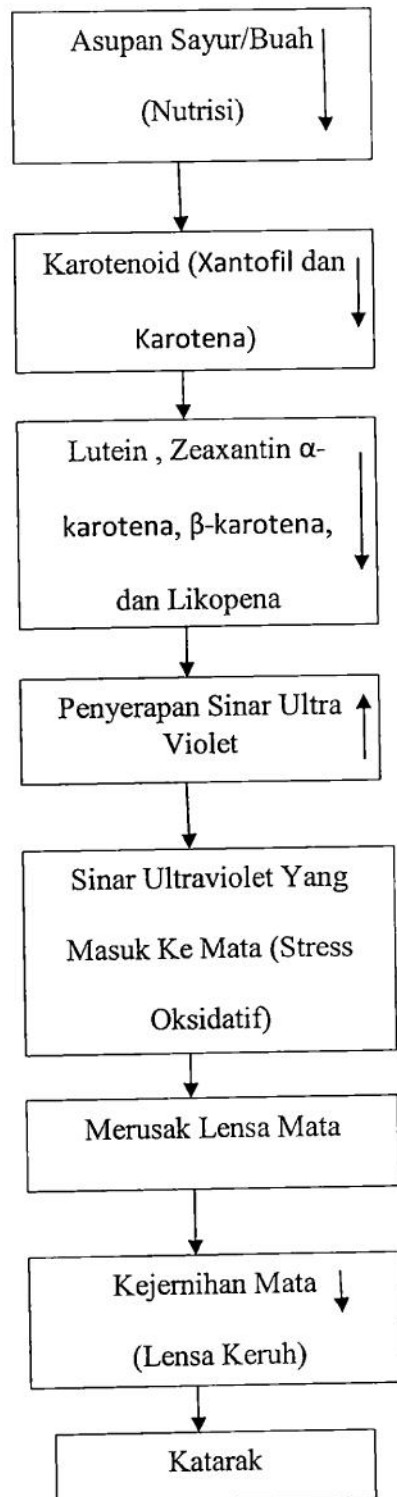 Asupan Sayur/Buah
(Nutrisi)
Karotenoid (Xantofil dan
Karotena)
Lutein , Zeaxantin α-
karotena, β-karotena,
dan Likopena
Penyerapan Sinar Ultra
Violet
Sinar Ultraviolet Yang
Masuk Ke Mata (Stress
Oksidatif)
Merusak Lensa Mata
Kejernihan Mata
(Lensa Keruh)
Katarak